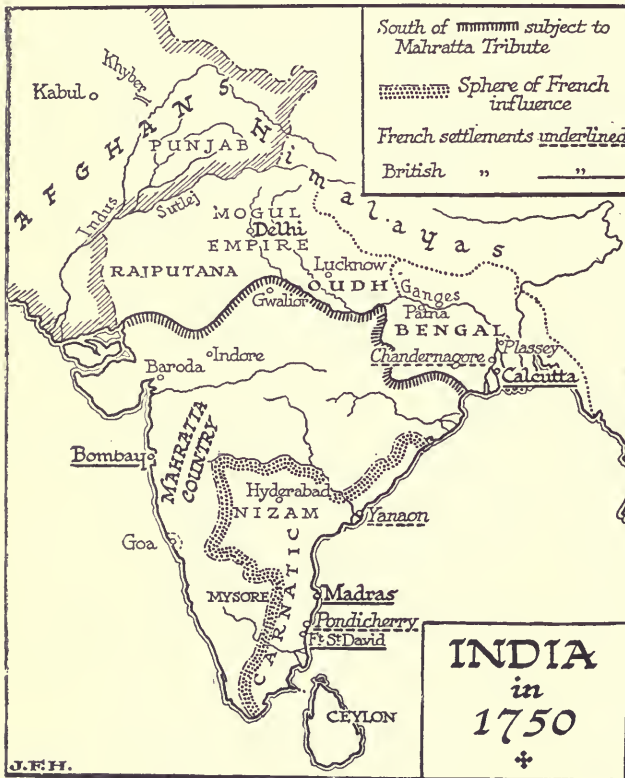 South of subject to
Mahratta Tribute
Sphere of French
influence
French settlements underlined
British „ „
Khyber
Kabul
AFGHANS
PUNJAB
Himalayas
Indus
Sutlej
MOGUL
Delhi
EMPIRE
RAJPUTANA
Lucknow
OUDH
Gwalior
Ganges
Patna
BENGAL
Plassey
Chandernagore
Calcutta
Indore
Baroda
MAHRATTA
COUNTRY
Bombay
Hyderabad
NIZAM
Yanaon
Goa
CARNATIC
MYSORE
Madras
Pondicherry
Ft. St David
CEYLON
INDIA
in
1750
J.F.H.